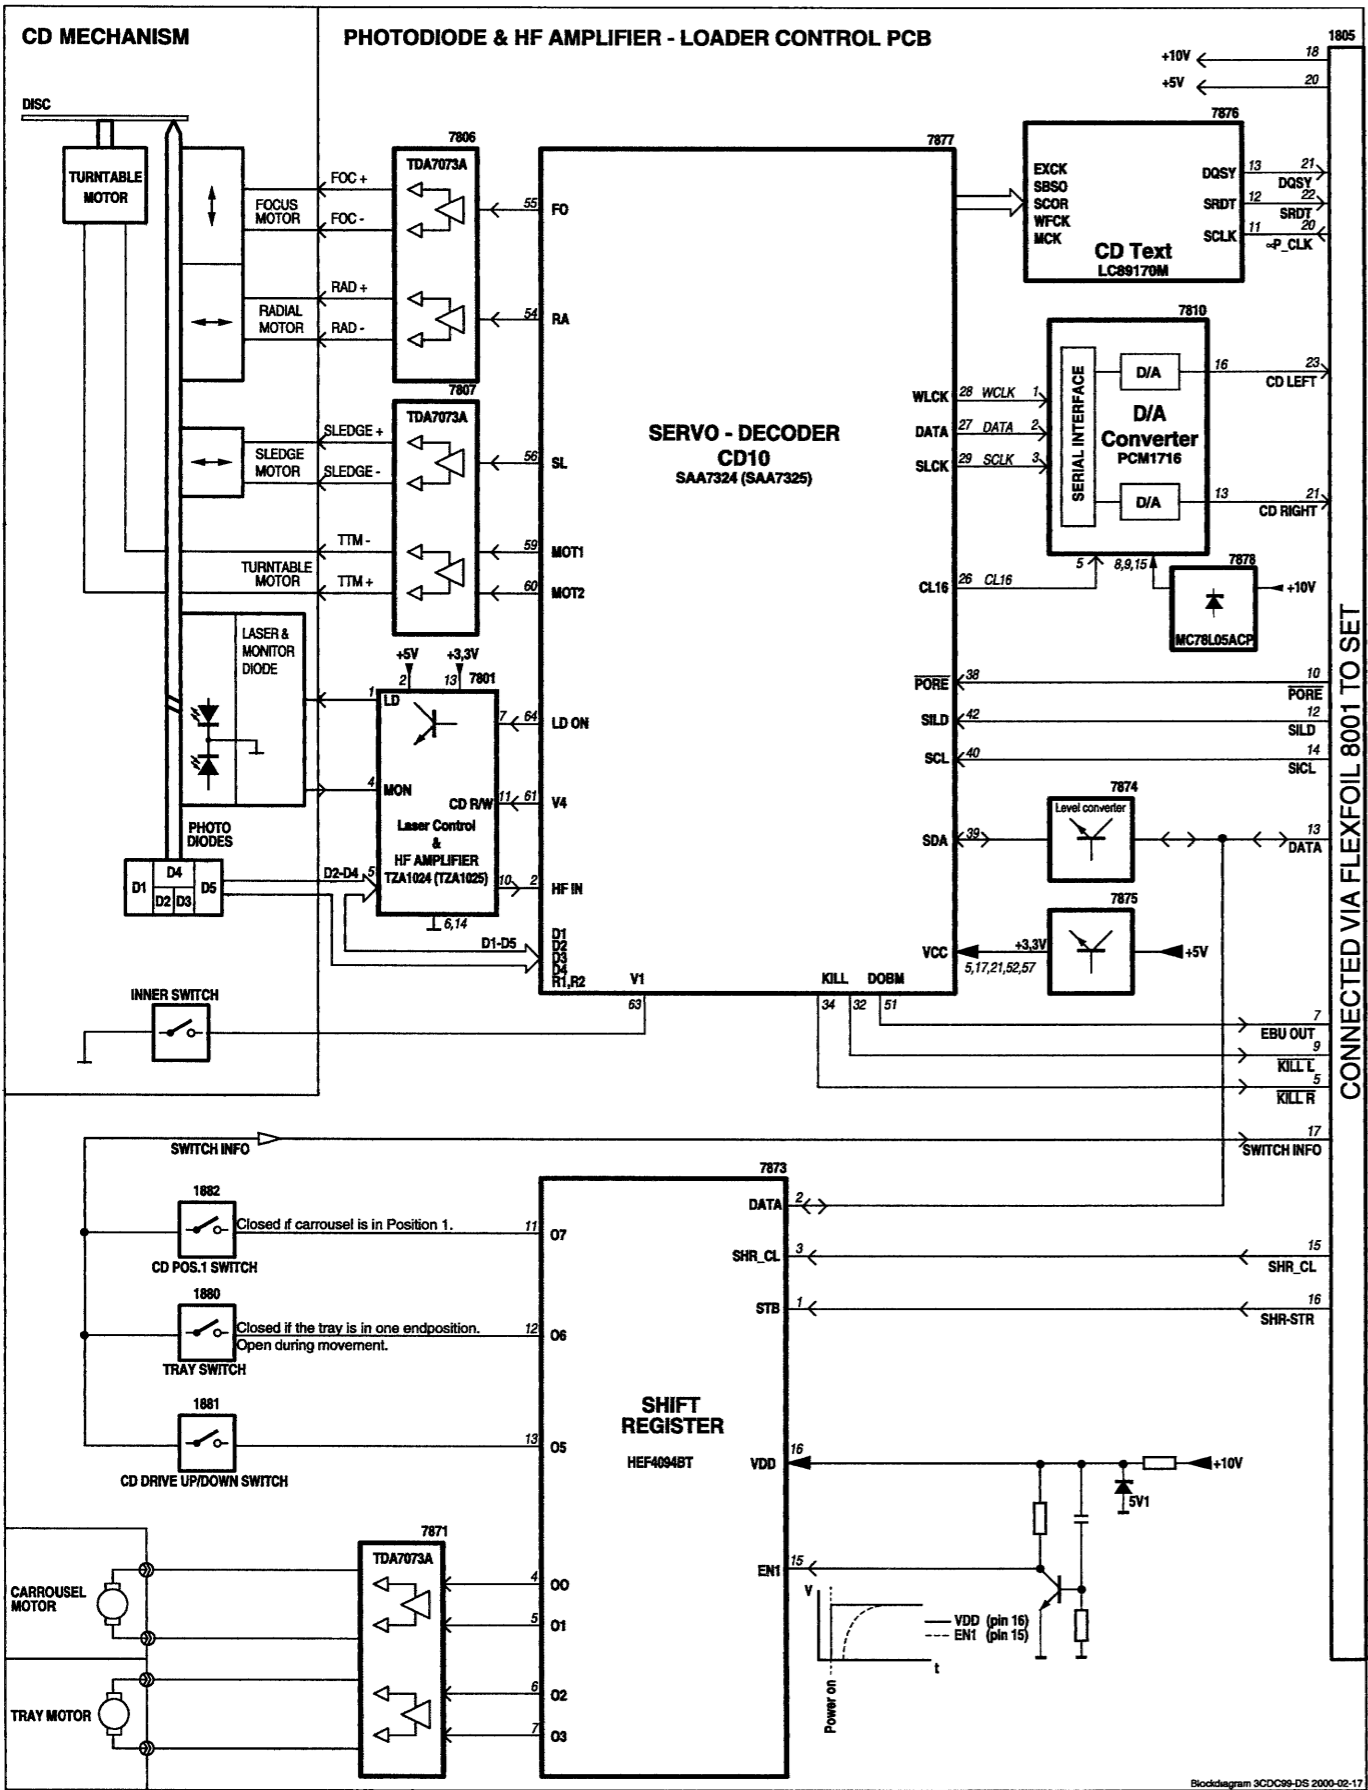 CD MECHANISM
PHOTODIODE & HF AMPLIFIER - LOADER CONTROL PCB
1805
+10V
18
+5V
20
DISC
TURNTABLE
MOTOR
FOCUS
MOTOR
RADIAL
MOTOR
SLEDGE
MOTOR
TURNTABLE
MOTOR
FOC +
FOC -
RAD +
RAD -
SLEDGE +
SLEDGE -
TTM -
TTM +
7806
TDA7073A
7807
TDA7073A
7877
55 FO
54 RA
56 SL
59 MOT1
60 MOT2
SERVO - DECODER
CD10
SAA7324 (SAA7325)
7876
EXCK
SBSO
SCOR
WFCK
MCK
DQSY 13 21
DQSY
SRDT 12 22
SRDT
SCLK 11 20
P_CLK
CD Text
LC89170M
7810
SERIAL INTERFACE
D/A
D/A
Converter
PCM1716
D/A
16 23
CD LEFT
13 21
CD RIGHT
WLCK 28 WCLK 1
DATA 27 DATA 2
SLCK 29 SCLK 3
CL16 26 CL16
5
8,9,15
7878
MC78L05ACP
+10V
LASER &
MONITOR
DIODE
+5V
+3,3V
2
13
7801
1
LD
4
MON
CD R/W
Laser Control
&
HF AMPLIFIER
TZA1024 (TZA1025)
6,14
7 64 LD ON
11 61 V4
10 2 HF IN
PHOTO
DIODES
D1
D4
D2
D3
D5
D2-D4
5
D1-D5
D1
D2
D3
D4
R1,R2
PORE 38 10
PORE
SILD 42 12
SILD
SCL 40 14
SICL
7874
Level converter
SDA 39 13
DATA
7875
VCC
+3,3V
5,17,21,52,57
+5V
V1
63
KILL
34
32
DOBM
51
7
EBU OUT
9
KILL L
5
KILL R
INNER SWITCH
CONNECTED VIA FLEXFOIL 8001 TO SET
SWITCH INFO
17
SWITCH INFO
7873
1882
Closed if carrousel is in Position 1.
CD POS.1 SWITCH
11 O7
1880
Closed if the tray is in one endposition.
Open during movement.
TRAY SWITCH
12 O6
1881
CD DRIVE UP/DOWN SWITCH
13 O5
DATA 2
SHR_CL 3 15
SHR_CL
STB 1 16
SHR-STR
SHIFT
REGISTER
HEF4094BT
VDD 16
+10V
5V1
EN1 15
V
VDD (pin 16)
EN1 (pin 15)
t
Power on
7871
TDA7073A
CARROUSEL
MOTOR
TRAY MOTOR
4 OO
5 O1
6 O2
7 O3
Blockdiagram 3CDC99-DS 2000-02-17